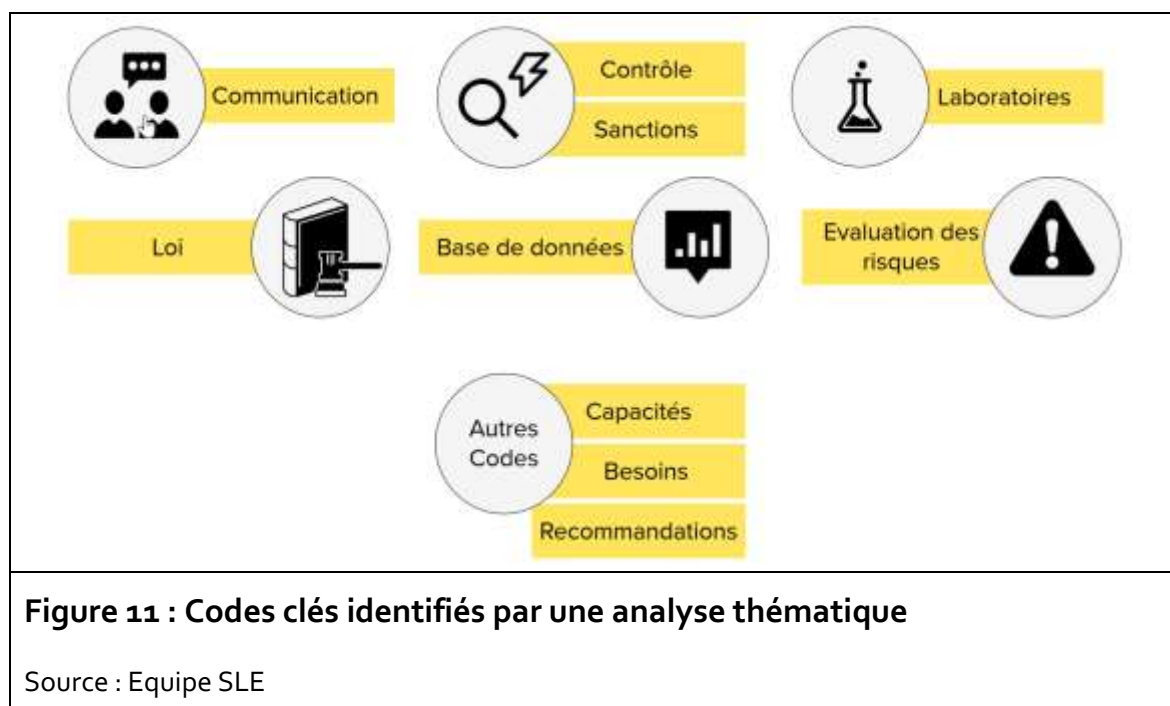 Communication
Contrôle
Sanctions
Laboratoires
Loi
Base de données
Evaluation des
risques
Autres
Codes
Capacités
Besoins
Recommandations
Figure 11 : Codes clés identifiés par une analyse thématique
Source : Equipe SLE